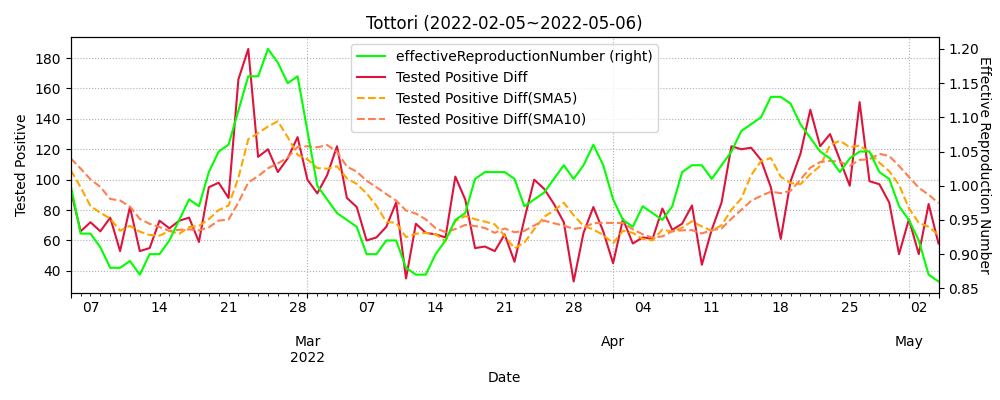 Tottori (2022-02-05~2022-05-06)
effectiveReproductionNumber (right)
Tested Positive Diff
Tested Positive Diff(SMA5)
Tested Positive Diff(SMA10)
Tested Positive
180
160
140
120
100
80
60
40
1.20
1.15
1.10
1.05
1.00
0.95
0.90
0.85
Effective Reproduction Number
07 14 21 28 07 14 21 28 04 11 18 25 02
Mar Apr May
2022
Date